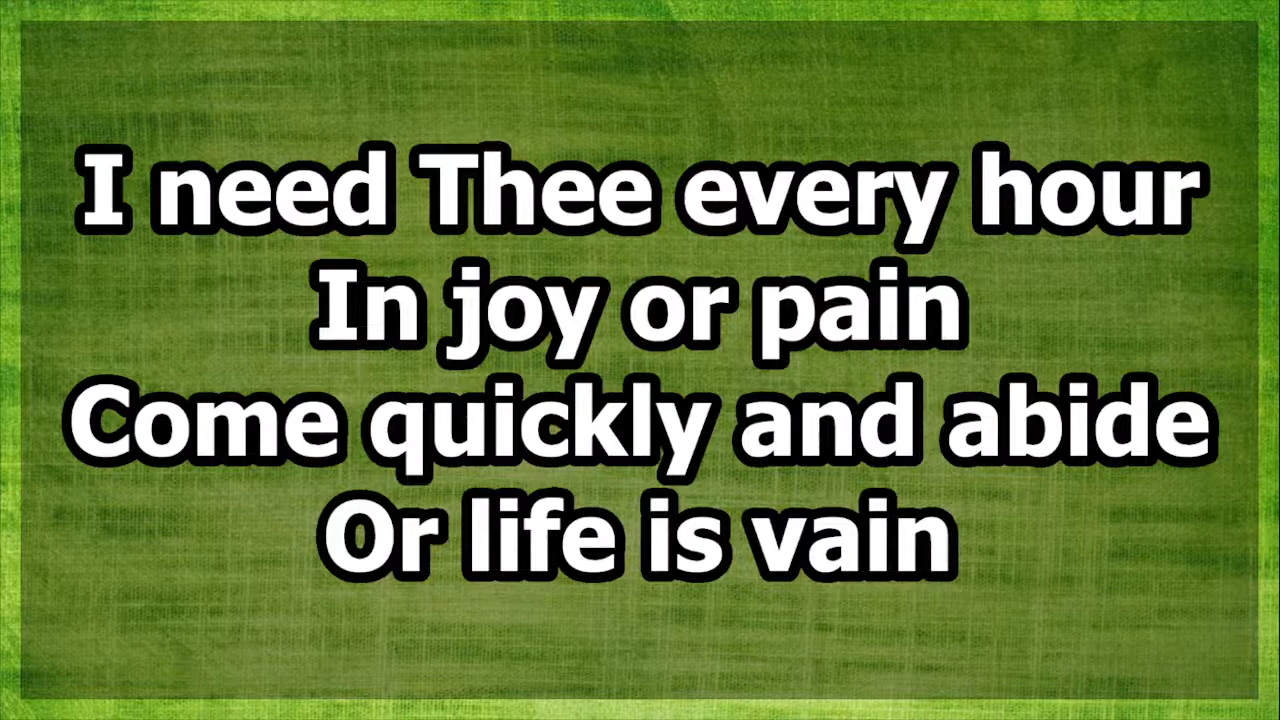 I need Thee every hour
In joy or pain
Come quickly and abide
Or life is vain